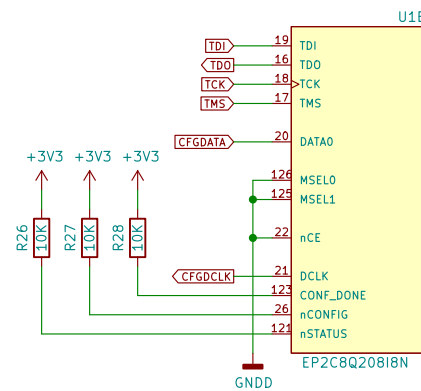 U1
19 TDI TDI
16 TDO TDO
18 TCK TCK
17 TMS TMS
20 CFGDATA DATA0
126 MSEL0
125 MSEL1
22 nCE
21 CFGDCLK DCLK
123 CONF_DONE
26 nCONFIG
121 nSTATUS
+3V3 +3V3 +3V3
R26 10K R27 10K R28 10K
EP2C8Q208I8N
GNDD